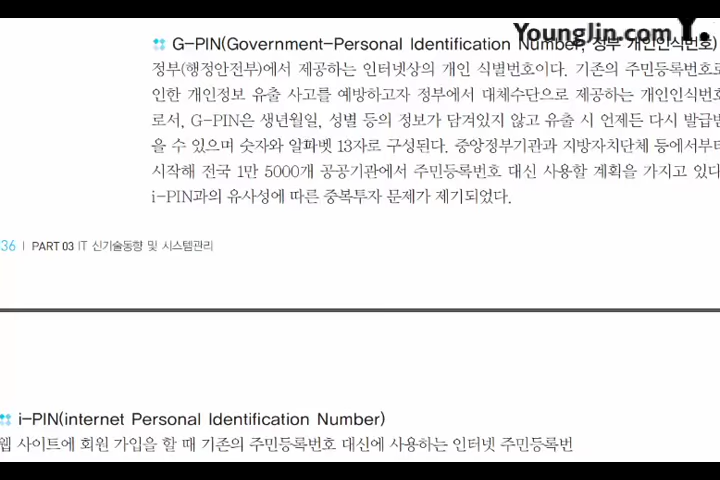 YoungJin.com Y.
G-PIN(Government-Personal Identification Number, 정부 개인인식번호)
정부(행정안전부)에서 제공하는 인터넷상의 개인 식별번호이다. 기존의 주민등록번호로
인한 개인정보 유출 사고를 예방하고자 정부에서 대체수단으로 제공하는 개인인식번호
로서, G-PIN은 생년월일, 성별 등의 정보가 담겨있지 않고 유출 시 언제든 다시 발급받
을 수 있으며 숫자와 알파벳 13자로 구성된다. 중앙정부기관과 지방자치단체 등에서부터
시작해 전국 1만 5000개 공공기관에서 주민등록번호 대신 사용할 계획을 가지고 있다.
i-PIN과의 유사성에 따른 중복투자 문제가 제기되었다.
36 | PART 03 IT 신기술동향 및 시스템관리
i-PIN(internet Personal Identification Number)
웹 사이트에 회원 가입을 할 때 기존의 주민등록번호 대신에 사용하는 인터넷 주민등록번